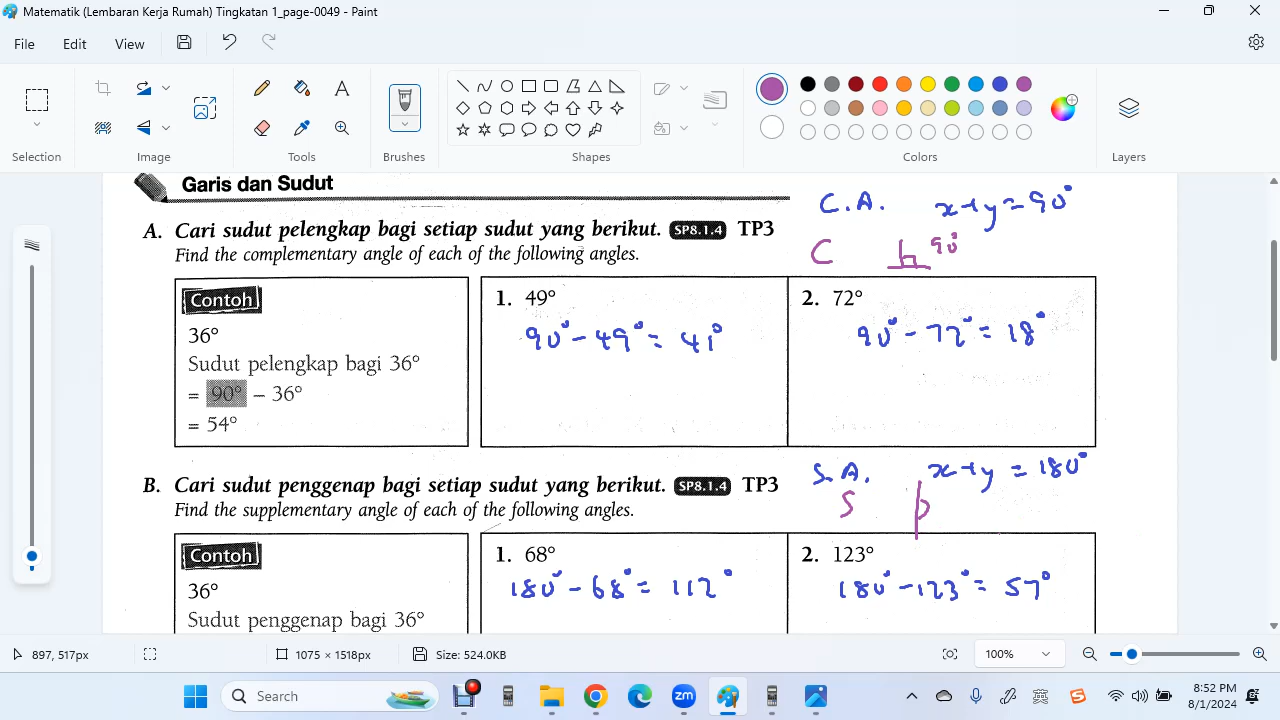 Matematik (Lembaran Kerja Rumah) Tingkatan 1_page-0049 - Paint
File Edit View
Selection Image Tools Brushes Shapes Colors Layers
Garis dan Sudut
C.A. x+y=90°
A. Cari sudut pelengkap bagi setiap sudut yang berikut. SP8.1.4 TP3
Find the complementary angle of each of the following angles.
C 90°
Contoh
36°
Sudut pelengkap bagi 36°
= 90° – 36°
= 54°
1. 49°
90° - 49° = 41°
2. 72°
90° - 72° = 18°
S.A. x+y = 180°
B. Cari sudut penggenap bagi setiap sudut yang berikut. SP8.1.4 TP3
Find the supplementary angle of each of the following angles.
S
Contoh
36°
Sudut penggenap bagi 36°
1. 68°
180° - 68° = 112°
2. 123°
180° - 123° = 57°
897, 517px 1075 × 1518px Size: 524.0KB 100%
Search zm 8:52 PM
8/1/2024